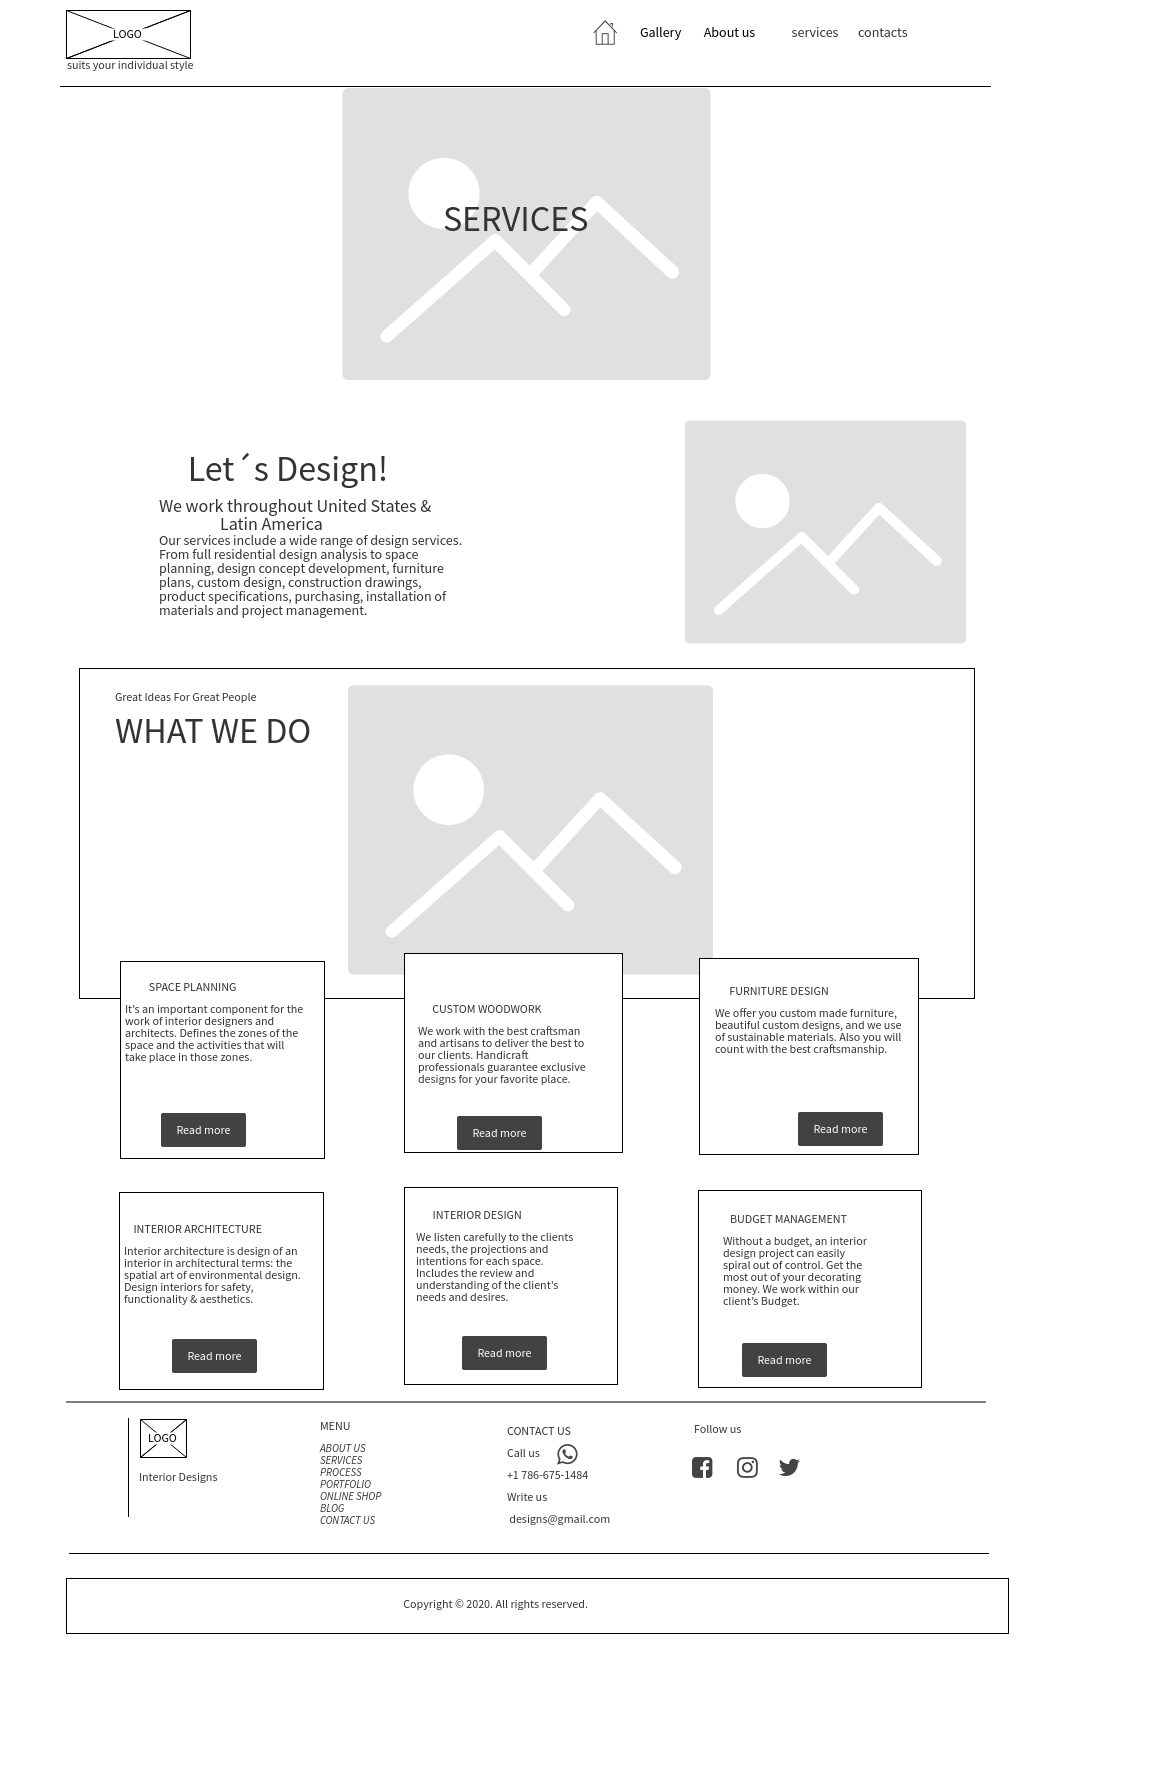 LOGO
suits your individual style
Gallery About us services contacts
SERVICES
Let´s Design!
We work throughout United States &
Latin America
Our services include a wide range of design services.
From full residential design analysis to space
planning, design concept development, furniture
plans, custom design, construction drawings,
product specifications, purchasing, installation of
materials and project management.
Great Ideas For Great People
WHAT WE DO
SPACE PLANNING
It’s an important component for the
work of interior designers and
architects. Defines the zones of the
space and the activities that will
take place in those zones.
Read more
CUSTOM WOODWORK
We work with the best craftsman
and artisans to deliver the best to
our clients. Handicraft
professionals guarantee exclusive
designs for your favorite place.
Read more
FURNITURE DESIGN
We offer you custom made furniture,
beautiful custom designs, and we use
of sustainable materials. Also you will
count with the best craftsmanship.
Read more
INTERIOR ARCHITECTURE
Interior architecture is design of an
interior in architectural terms: the
spatial art of environmental design.
Design interiors for safety,
functionality & aesthetics.
Read more
INTERIOR DESIGN
We listen carefully to the clients
needs, the projections and
intentions for each space.
Includes the review and
understanding of the client’s
needs and desires.
Read more
BUDGET MANAGEMENT
Without a budget, an interior
design project can easily
spiral out of control. Get the
most out of your decorating
money. We work within our
client’s Budget.
Read more
LOGO
Interior Designs
MENU
ABOUT US
SERVICES
PROCESS
PORTFOLIO
ONLINE SHOP
BLOG
CONTACT US
CONTACT US
Call us
+1 786-675-1484
Write us
designs@gmail.com
Follow us
Copyright © 2020. All rights reserved.